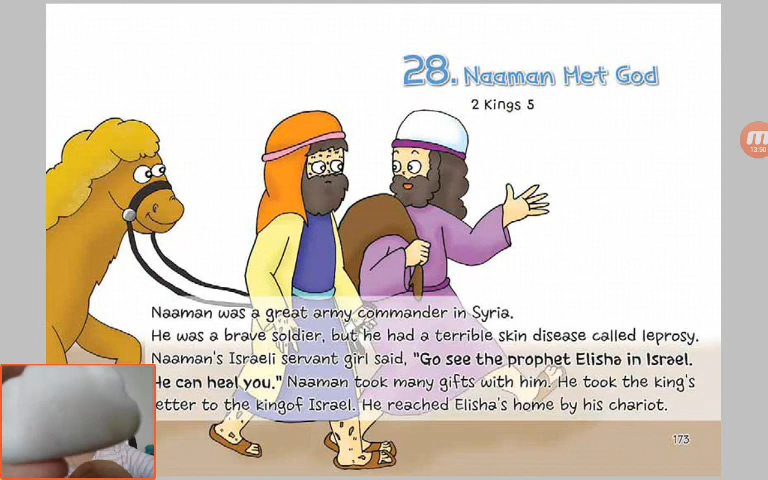 28. Naaman Met God
2 Kings 5
Naaman was a great army commander in Syria.
He was a brave soldier, but he had a terrible skin disease called leprosy.
Naaman's Israeli servant girl said, "Go see the prophet Elisha in Israel.
He can heal you." Naaman took many gifts with him. He took the king's
etter to the kingof Israel. He reached Elisha's home by his chariot.
173
13:50